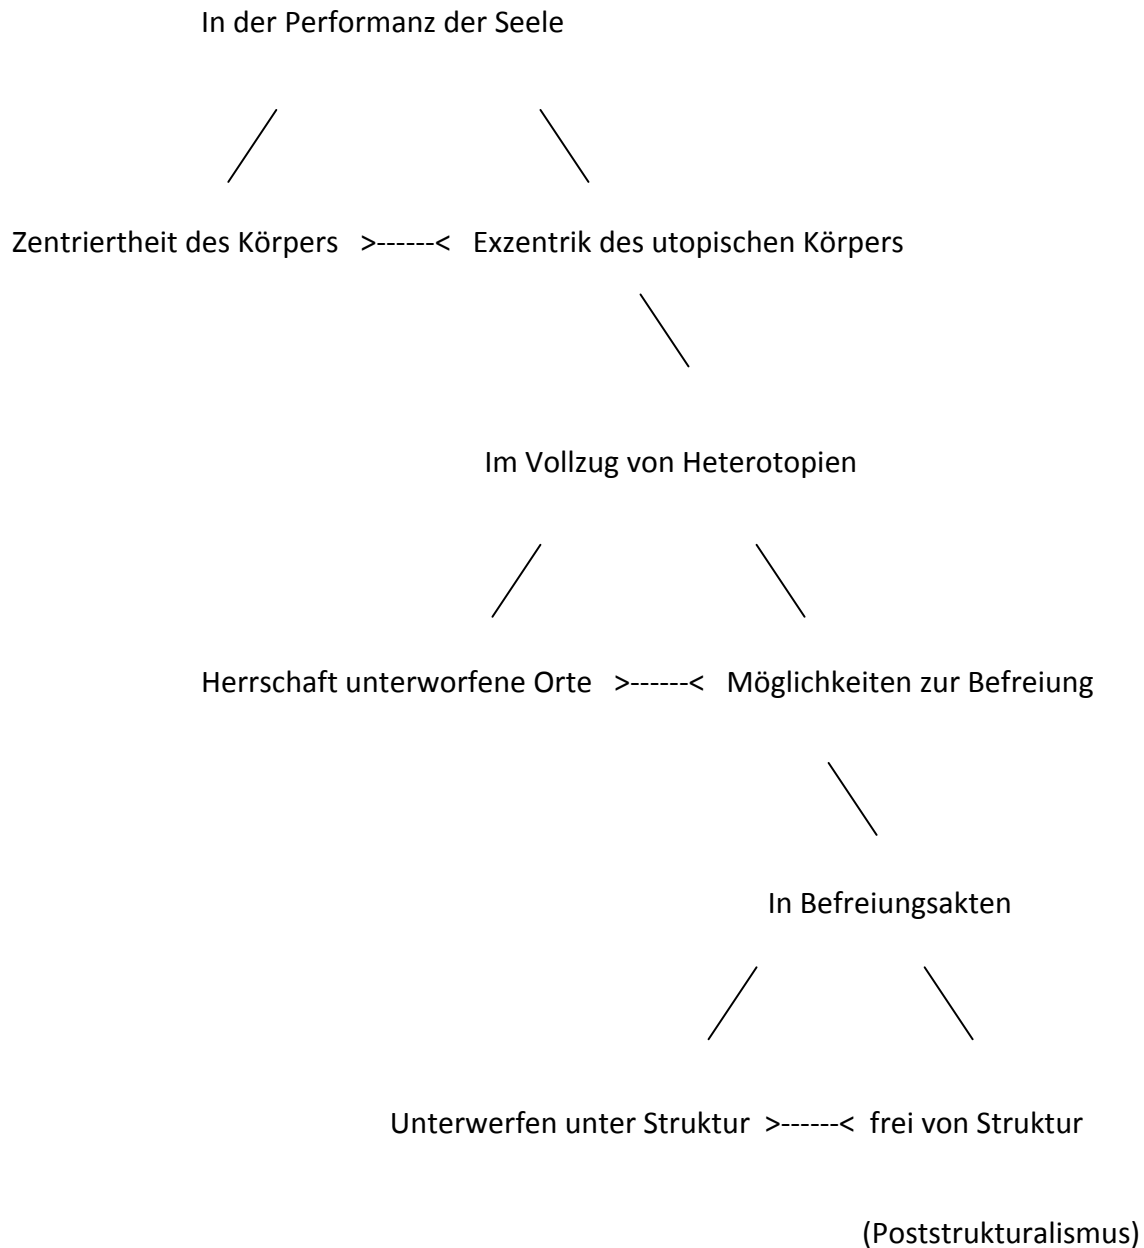 In der Performanz der Seele
Zentriertheit des Körpers >------< Exzentrik des utopischen Körpers
Im Vollzug von Heterotopien
Herrschaft unterworfene Orte >------< Möglichkeiten zur Befreiung
In Befreiungsakten
Unterwerfen unter Struktur >------< frei von Struktur
(Poststrukturalismus)